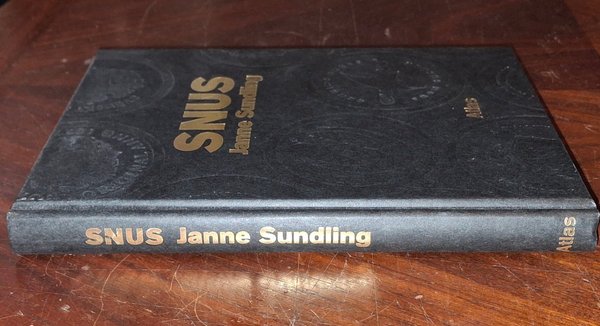 SNUS
Janne Sundling
Atlas
SNUS Janne Sundling
Atlas